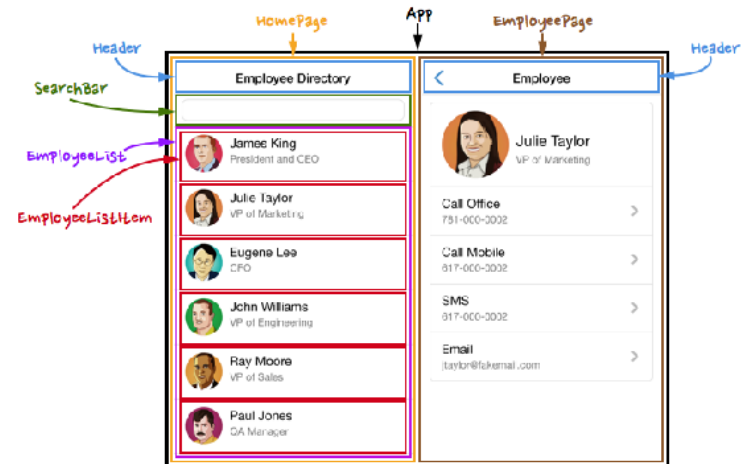 App
HomePage
EmployeePage
Header
Header
SearchBar
EmployeeList
EmployeeListItem
Employee Directory
James King
President and CEO
Julie Taylor
VP of Marketing
Eugene Lee
CFO
John Williams
VP of Engineering
Ray Moore
VP of Sales
Paul Jones
QA Manager
Employee
Julie Taylor
VP of Marketing
Call Office
781-000-0002
Call Mobile
617-000-0002
SMS
617-000-0002
Email
jtaylor@fakemail.com